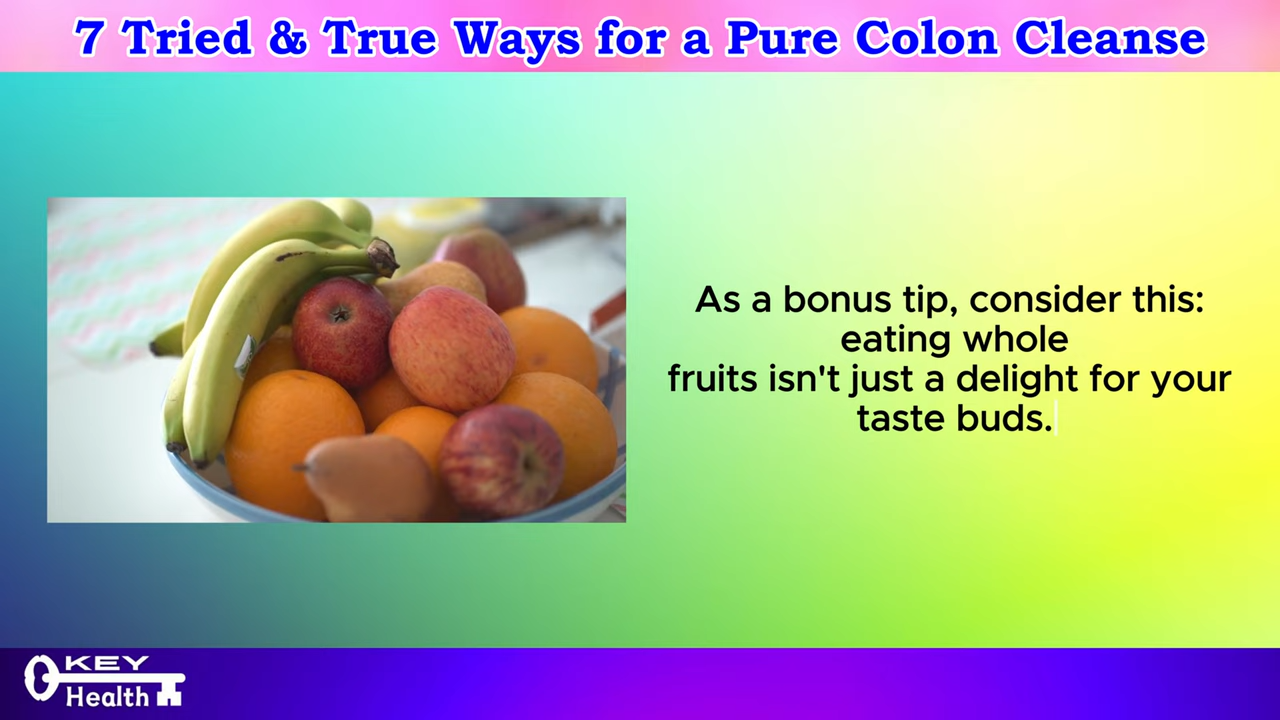 7 Tried & True Ways for a Pure Colon Cleanse
As a bonus tip, consider this:
eating whole
fruits isn't just a delight for your
taste buds.
KEY
Health